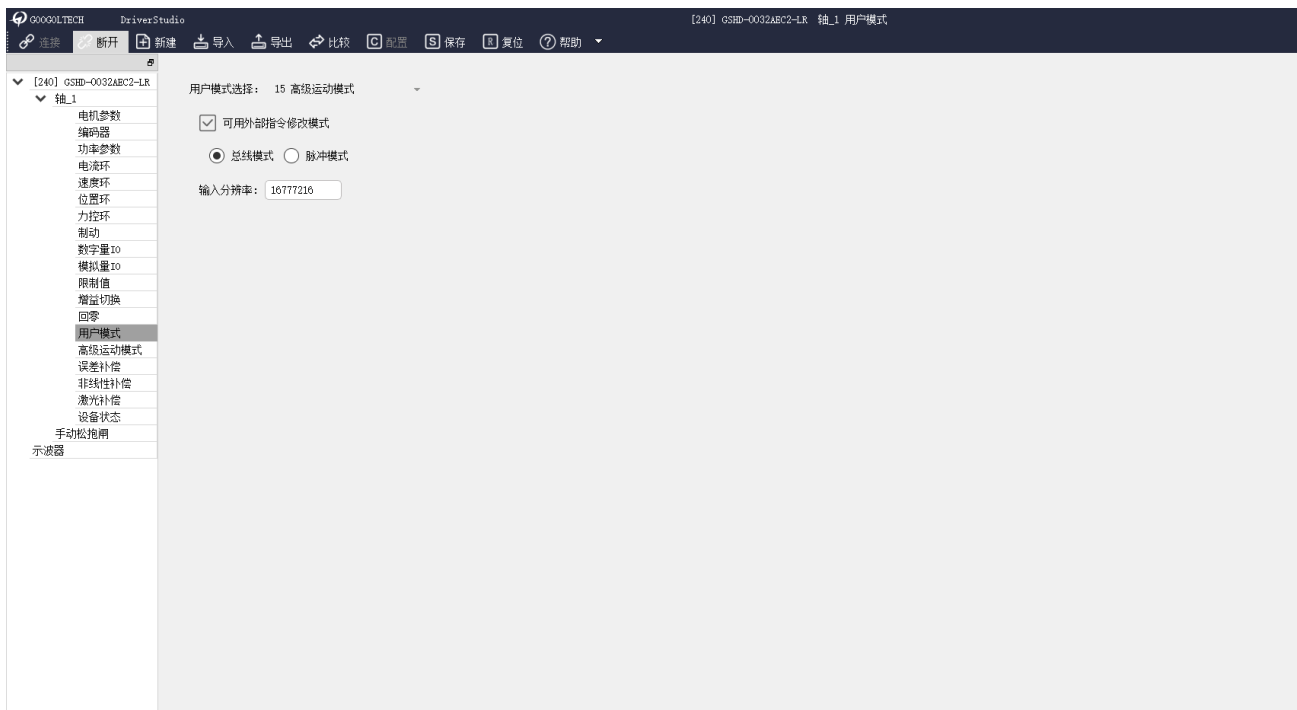 GOOGOLTECH DriverStudio [240] GSHD-0032AEC2-LR 轴_1 用户模式
连接 断开 新建 导入 导出 比较 C 配置 S 保存 R 复位 ? 帮助
[240] GSHD-0032AEC2-LR
轴_1
电机参数
编码器
功率参数
电流环
速度环
位置环
力控环
制动
数字量IO
模拟量IO
限制值
增益切换
回零
用户模式
高级运动模式
误差补偿
非线性补偿
激光补偿
设备状态
手动松抱闸
示波器
用户模式选择： 15 高级运动模式
可用外部指令修改模式
总线模式 脉冲模式
输入分辨率： 16777216